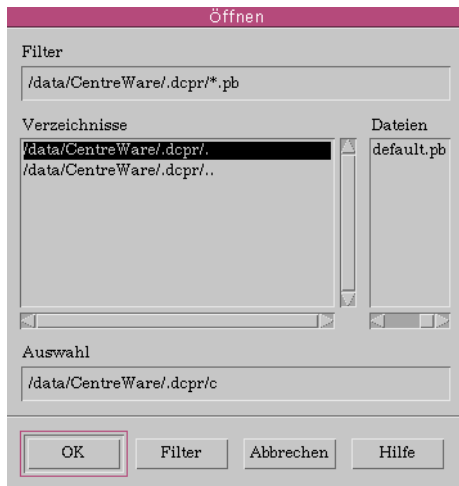 Öffnen
Filter
/data/CentreWare/.dcpr/*.pb
Verzeichnisse
Dateien
/data/CentreWare/.dcpr/.
/data/CentreWare/.dcpr/..
default.pb
Auswahl
/data/CentreWare/.dcpr/c
OK
Filter
Abbrechen
Hilfe